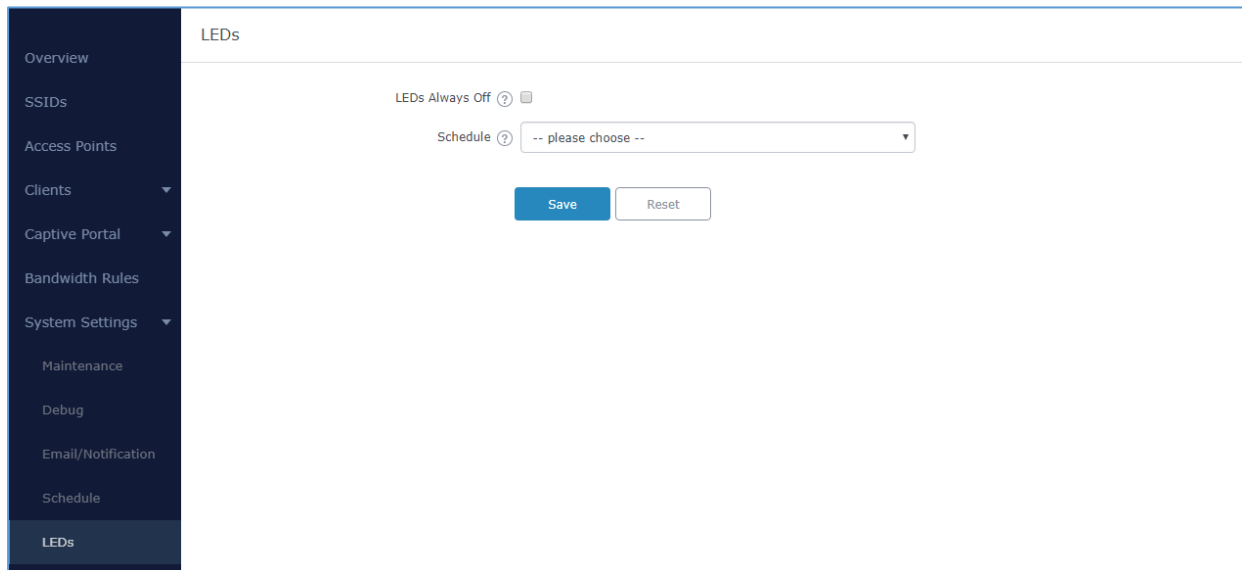 Overview
SSIDs
Access Points
Clients
Captive Portal
Bandwidth Rules
System Settings
Maintenance
Debug
Email/Notification
Schedule
LEDs
LEDs
LEDs Always Off ?
Schedule ? -- please choose --
Save Reset